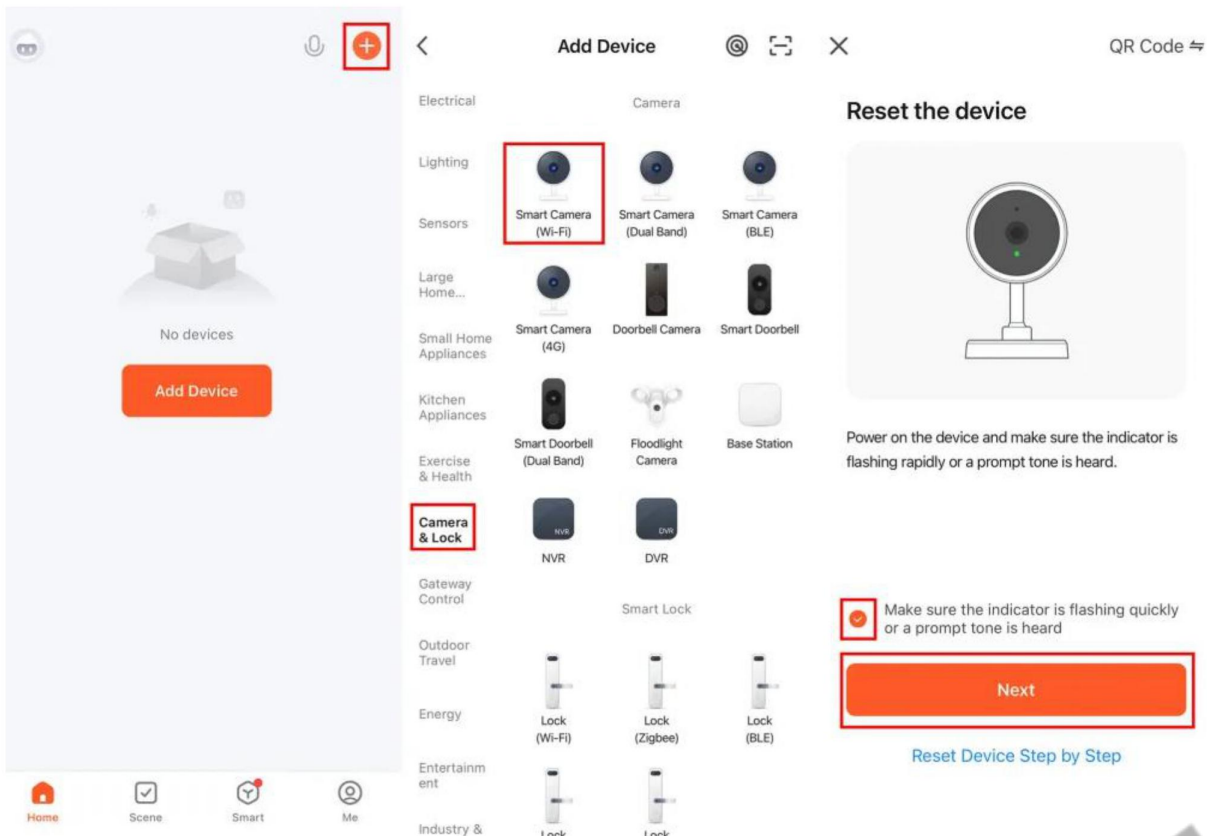 No devices
Add Device
Home
Scene
Smart
Me
Add Device
Electrical
Lighting
Sensors
Large
Home...
Small Home
Appliances
Kitchen
Appliances
Exercise
& Health
Camera
& Lock
Gateway
Control
Outdoor
Travel
Energy
Entertainm
ent
Industry &
Camera
Smart Camera
(Wi-Fi)
Smart Camera
(Dual Band)
Smart Camera
(BLE)
Smart Camera
(4G)
Doorbell Camera
Smart Doorbell
Smart Doorbell
(Dual Band)
Floodlight
Camera
Base Station
NVR
NVR
DVR
DVR
Smart Lock
Lock
(Wi-Fi)
Lock
(Zigbee)
Lock
(BLE)
Lock
Lock
QR Code
Reset the device
Power on the device and make sure the indicator is
flashing rapidly or a prompt tone is heard.
Make sure the indicator is flashing quickly
or a prompt tone is heard
Next
Reset Device Step by Step